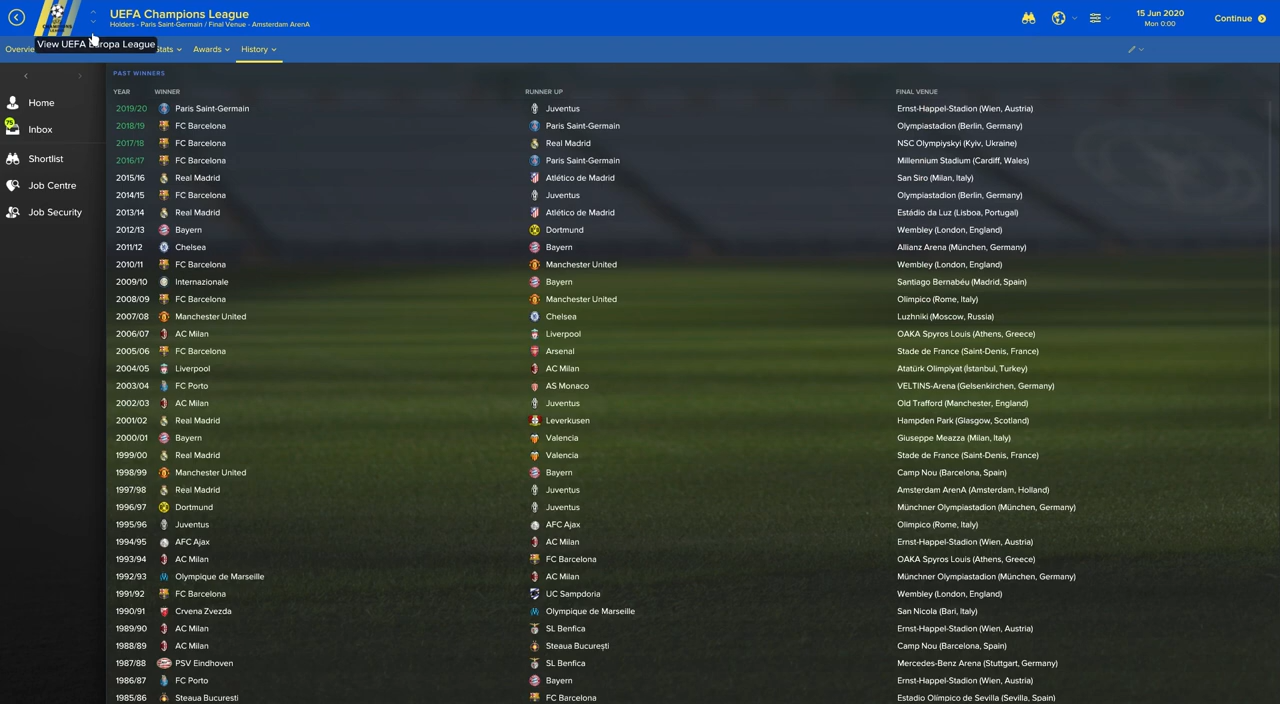 UEFA Champions League
Holders - Paris Saint-Germain / Final Venue - Amsterdam ArenA
15 Jun 2020
Mon 0:00
Continue
View UEFA Europa League
Stats
Awards
History
Home
75
Inbox
Shortlist
Job Centre
Job Security
PAST WINNERS
YEAR WINNER RUNNER UP FINAL VENUE
2019/20 Paris Saint-Germain Juventus Ernst-Happel-Stadion (Wien, Austria)
2018/19 FC Barcelona Paris Saint-Germain Olympiastadion (Berlin, Germany)
2017/18 FC Barcelona Real Madrid NSC Olympiyskyi (Kyiv, Ukraine)
2016/17 FC Barcelona Paris Saint-Germain Millennium Stadium (Cardiff, Wales)
2015/16 Real Madrid Atlético de Madrid San Siro (Milan, Italy)
2014/15 FC Barcelona Juventus Olympiastadion (Berlin, Germany)
2013/14 Real Madrid Atlético de Madrid Estádio da Luz (Lisboa, Portugal)
2012/13 Bayern Dortmund Wembley (London, England)
2011/12 Chelsea Bayern Allianz Arena (München, Germany)
2010/11 FC Barcelona Manchester United Wembley (London, England)
2009/10 Internazionale Bayern Santiago Bernabéu (Madrid, Spain)
2008/09 FC Barcelona Manchester United Olimpico (Rome, Italy)
2007/08 Manchester United Chelsea Luzhniki (Moscow, Russia)
2006/07 AC Milan Liverpool OAKA Spyros Louis (Athens, Greece)
2005/06 FC Barcelona Arsenal Stade de France (Saint-Denis, France)
2004/05 Liverpool AC Milan Atatürk Olimpiyat (İstanbul, Turkey)
2003/04 FC Porto AS Monaco VELTINS-Arena (Gelsenkirchen, Germany)
2002/03 AC Milan Juventus Old Trafford (Manchester, England)
2001/02 Real Madrid Leverkusen Hampden Park (Glasgow, Scotland)
2000/01 Bayern Valencia Giuseppe Meazza (Milan, Italy)
1999/00 Real Madrid Valencia Stade de France (Saint-Denis, France)
1998/99 Manchester United Bayern Camp Nou (Barcelona, Spain)
1997/98 Real Madrid Juventus Amsterdam ArenA (Amsterdam, Holland)
1996/97 Dortmund Juventus Münchner Olympiastadion (München, Germany)
1995/96 Juventus AFC Ajax Olimpico (Rome, Italy)
1994/95 AFC Ajax AC Milan Ernst-Happel-Stadion (Wien, Austria)
1993/94 AC Milan FC Barcelona OAKA Spyros Louis (Athens, Greece)
1992/93 Olympique de Marseille AC Milan Münchner Olympiastadion (München, Germany)
1991/92 FC Barcelona UC Sampdoria Wembley (London, England)
1990/91 Crvena Zvezda Olympique de Marseille San Nicola (Bari, Italy)
1989/90 AC Milan SL Benfica Ernst-Happel-Stadion (Wien, Austria)
1988/89 AC Milan Steaua Bucureşti Camp Nou (Barcelona, Spain)
1987/88 PSV Eindhoven SL Benfica Mercedes-Benz Arena (Stuttgart, Germany)
1986/87 FC Porto Bayern Ernst-Happel-Stadion (Wien, Austria)
1985/86 Steaua Bucureşti FC Barcelona Estadio Olímpico de Sevilla (Sevilla, Spain)